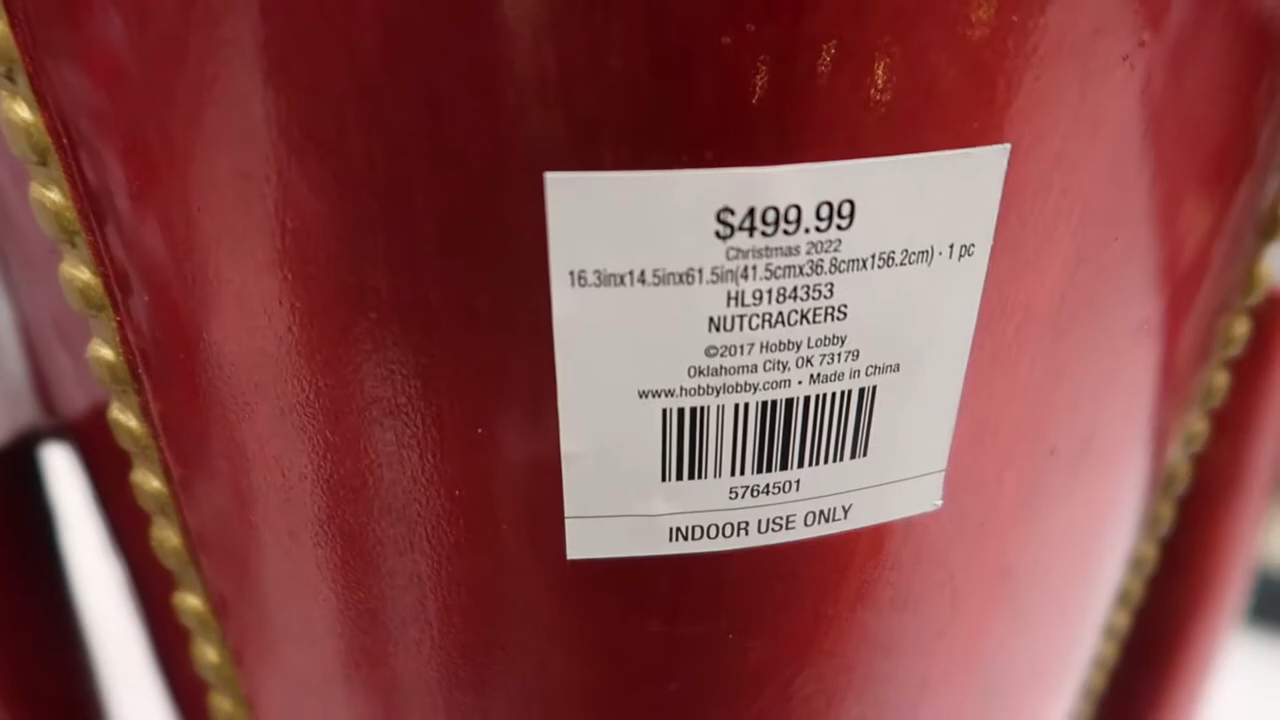 $499.99
Christmas 2022
16.3inx14.5inx61.5in(41.5cmx36.8cmx156.2cm) · 1 pc
HL9184353
NUTCRACKERS
©2017 Hobby Lobby
Oklahoma City, OK 73179
www.hobbylobby.com • Made in China
5764501
INDOOR USE ONLY